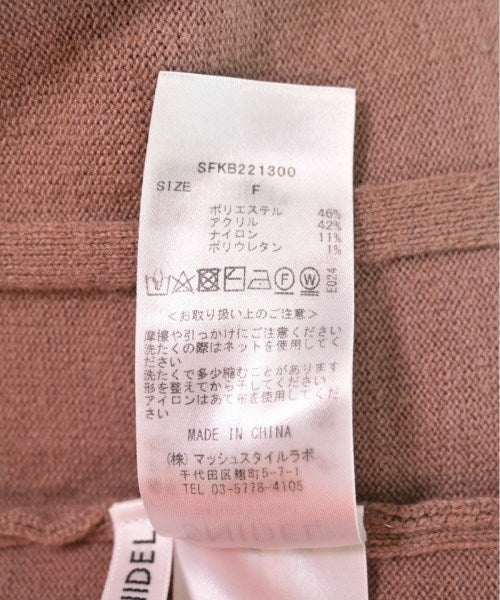 SFKB221300
SIZE F
ポリエステル 46%
アクリル 42%
ナイロン 11%
ポリウレタン 1%
F W E024
<お取り扱い上のご注意>
摩擦や引っかけにご注意ください
洗たくの際はネットを使用してく
ださい
洗たくで多少縮むことがあります
形を整えてから干してください
アイロンはあて布を使用してくだ
さい
MADE IN CHINA
(株) マッシュスタイルラボ
千代田区麹町5-7-1
TEL 03-5778-4105
SNIDEL
NIDEL